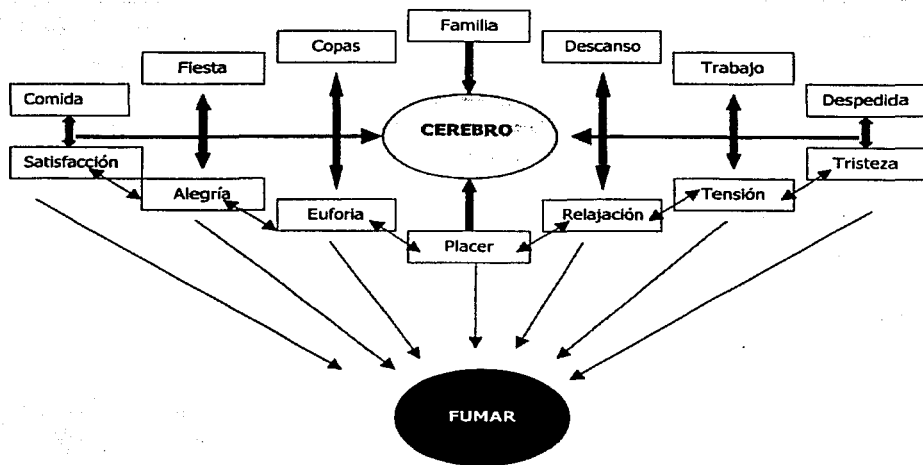 Familia
Copas
Descanso
Fiesta
Trabajo
Comida
Despedida
CEREBRO
Satisfacción
Tristeza
Alegría
Tensión
Euforia
Relajación
Placer
FUMAR